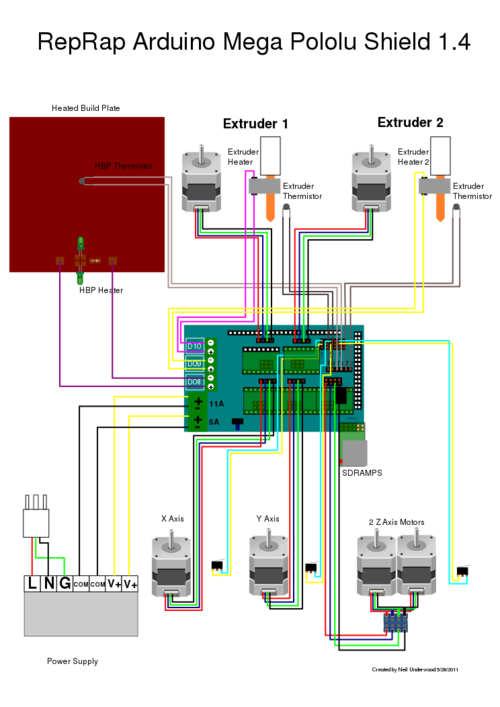 RepRap Arduino Mega Pololu Shield 1.4
Heated Build Plate
Extruder 1
Extruder 2
HBP Thermistor
Extruder
Heater
Extruder
Thermistor
Extruder
Heater 2
Extruder
Thermistor
HBP Heater
D10
D09
D08
11A
5A
SDRAMPS
X Axis
Y Axis
2 Z Axis Motors
L N G COM COM V+ V+
Power Supply
Created by Neil Underwood 5/28/2011